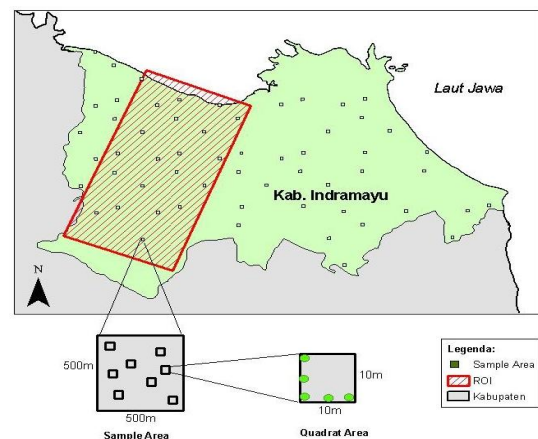 Laut Jawa
Kab. Indramayu
N
500m
500m
Sample Area
10m
10m
Quadrat Area
Legenda:
Sample Area
ROI
Kabupaten